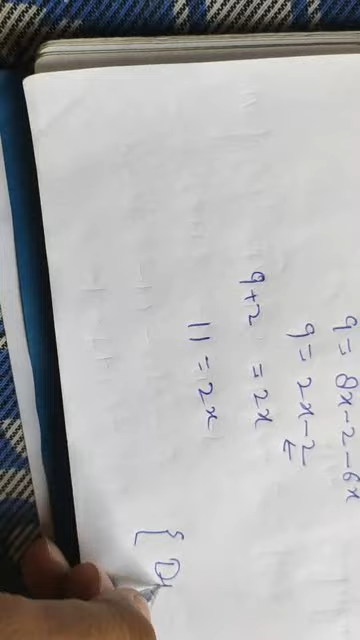 9 = 8x - 2 - 6x
9 = 2x - 2
9 + 2 = 2x
11 = 2x
{ D